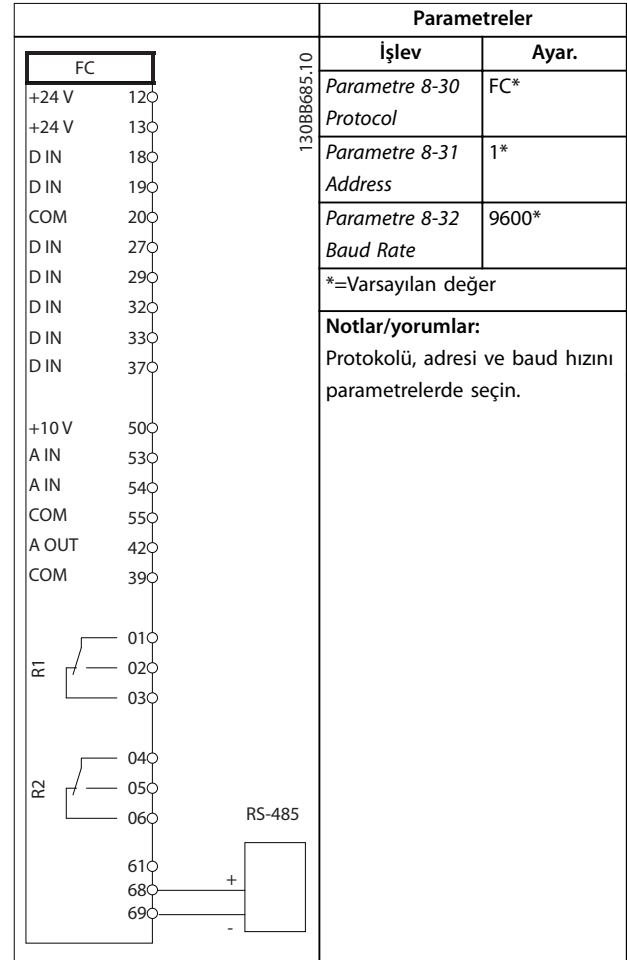 Parametreler
İşlev Ayar.
Parametre 8-30 FC*
Protocol
Parametre 8-31 1*
Address
Parametre 8-32 9600*
Baud Rate
*=Varsayılan değer
Notlar/yorumlar:
Protokolü, adresi ve baud hızını
parametrelerde seçin.
FC
130BB685.10
+24 V 12
+24 V 13
D IN 18
D IN 19
COM 20
D IN 27
D IN 29
D IN 32
D IN 33
D IN 37
+10 V 50
A IN 53
A IN 54
COM 55
A OUT 42
COM 39
R1
01
02
03
R2
04
05
06
RS-485
61
68 +
69 -